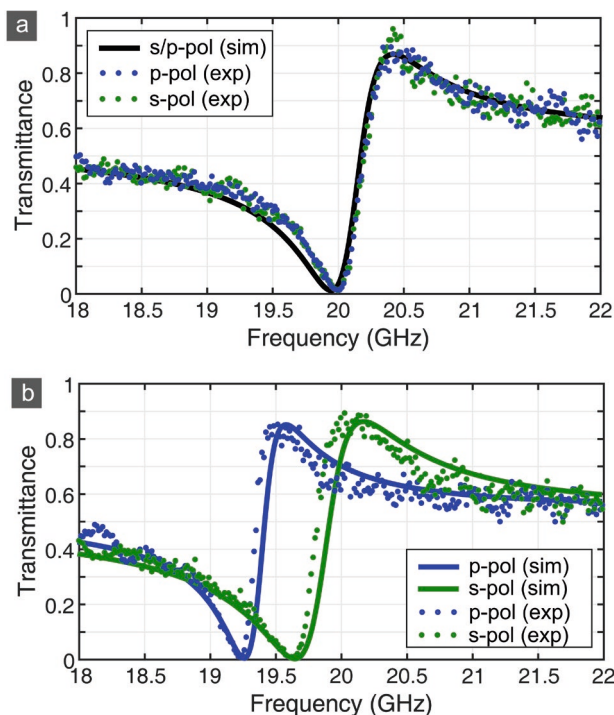 a
1
0.8
0.6
0.4
0.2
0
Transmittance
s/p-pol (sim)
p-pol (exp)
s-pol (exp)
18 18.5 19 19.5 20 20.5 21 21.5 22
Frequency (GHz)
b
1
0.8
0.6
0.4
0.2
0
Transmittance
p-pol (sim)
s-pol (sim)
p-pol (exp)
s-pol (exp)
18 18.5 19 19.5 20 20.5 21 21.5 22
Frequency (GHz)